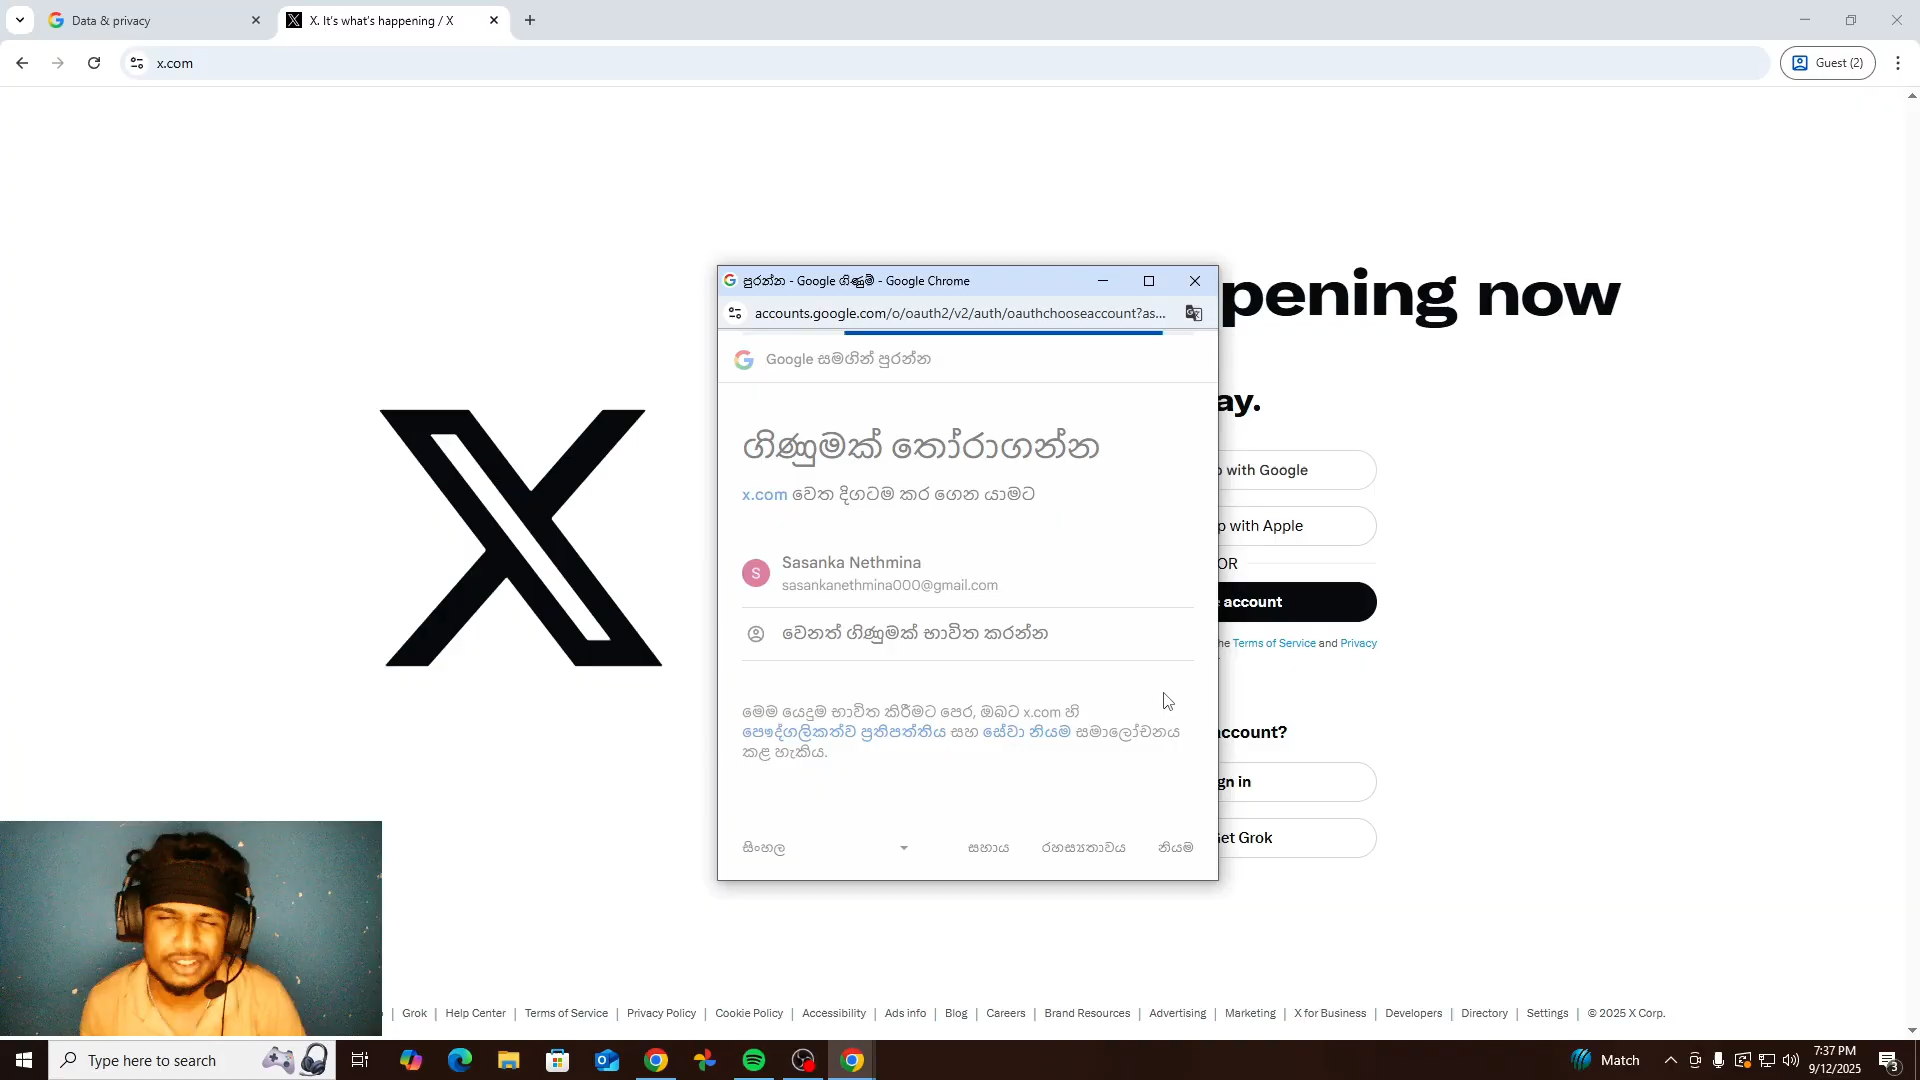 Data & privacy
X. It's what's happening / X
x.com
Guest (2)
පුරන්න - Google ගිණුම් - Google Chrome
accounts.google.com/o/oauth2/v2/auth/oauthchooseaccount?as...
Google සමගින් පුරන්න
ගිණුමක් තෝරාගන්න
x.com වෙත දිගටම කර ගෙන යාමට
S
Sasanka Nethmina
sasankanethmina000@gmail.com
වෙනත් ගිණුමක් භාවිත කරන්න
මෙම යෙදුම භාවිත කිරීමට පෙර, ඔබට x.com හි
පෞද්ගලිකත්ව ප්‍රතිපත්තිය සහ සේවා නියම සමාලෝචනය
කළ හැකිය.
සිංහල
සහාය
රහස්‍යතාවය
නියම
pening now
ay.
with Google
p with Apple
OR
account
he Terms of Service and Privacy
account?
gn in
Get Grok
| Grok | Help Center | Terms of Service | Privacy Policy | Cookie Policy | Accessibility | Ads info | Blog | Careers | Brand Resources | Advertising | Marketing | X for Business | Developers | Directory | Settings | © 2025 X Corp.
Type here to search
Match
7:37 PM
9/12/2025
3